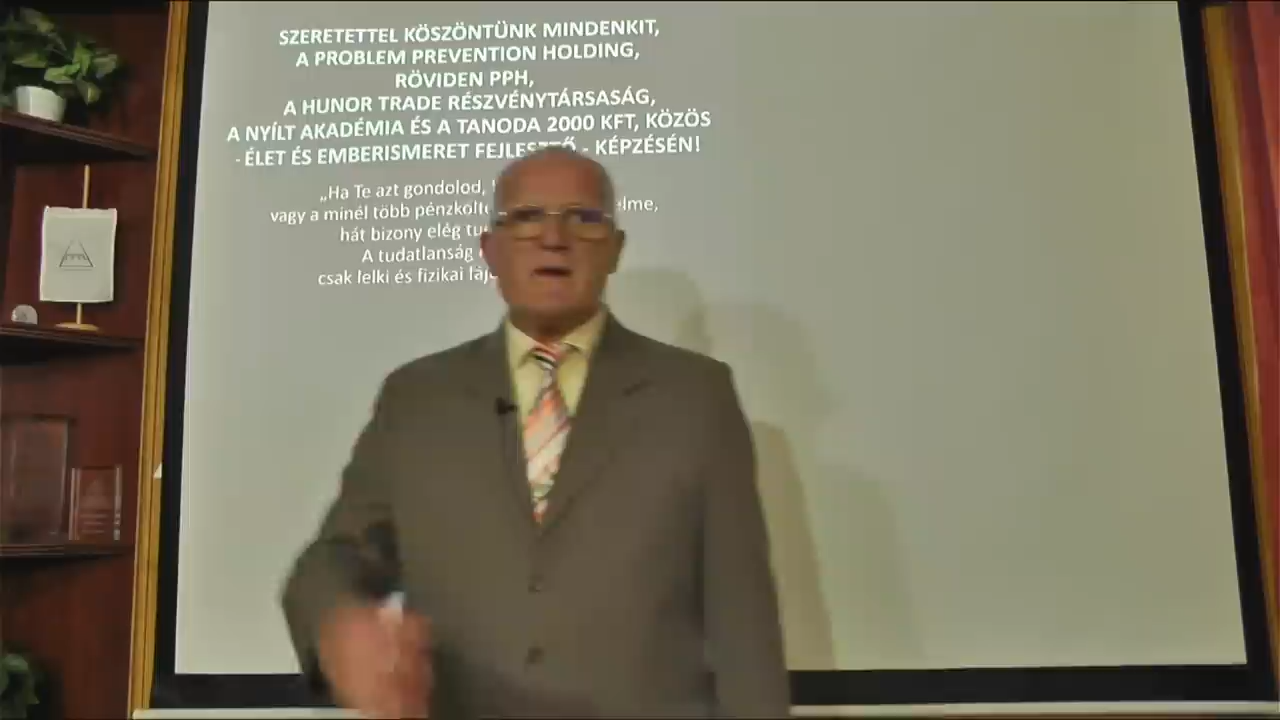 SZERETETTEL KÖSZÖNTÜNK MINDENKIT,
A PROBLEM PREVENTION HOLDING,
RÖVIDEN PPH,
A HUNOR TRADE RÉSZVÉNYTÁRSASÁG,
A NYÍLT AKADÉMIA ÉS A TANODA 2000 KFT, KÖZÖS
- ÉLET ÉS EMBERISMERET FEJLESZTŐ - KÉPZÉSÉN!
„Ha Te azt gondolod,
vagy a minél több
hát bizony elég
A tudatlanság
csak lelki és fizikai